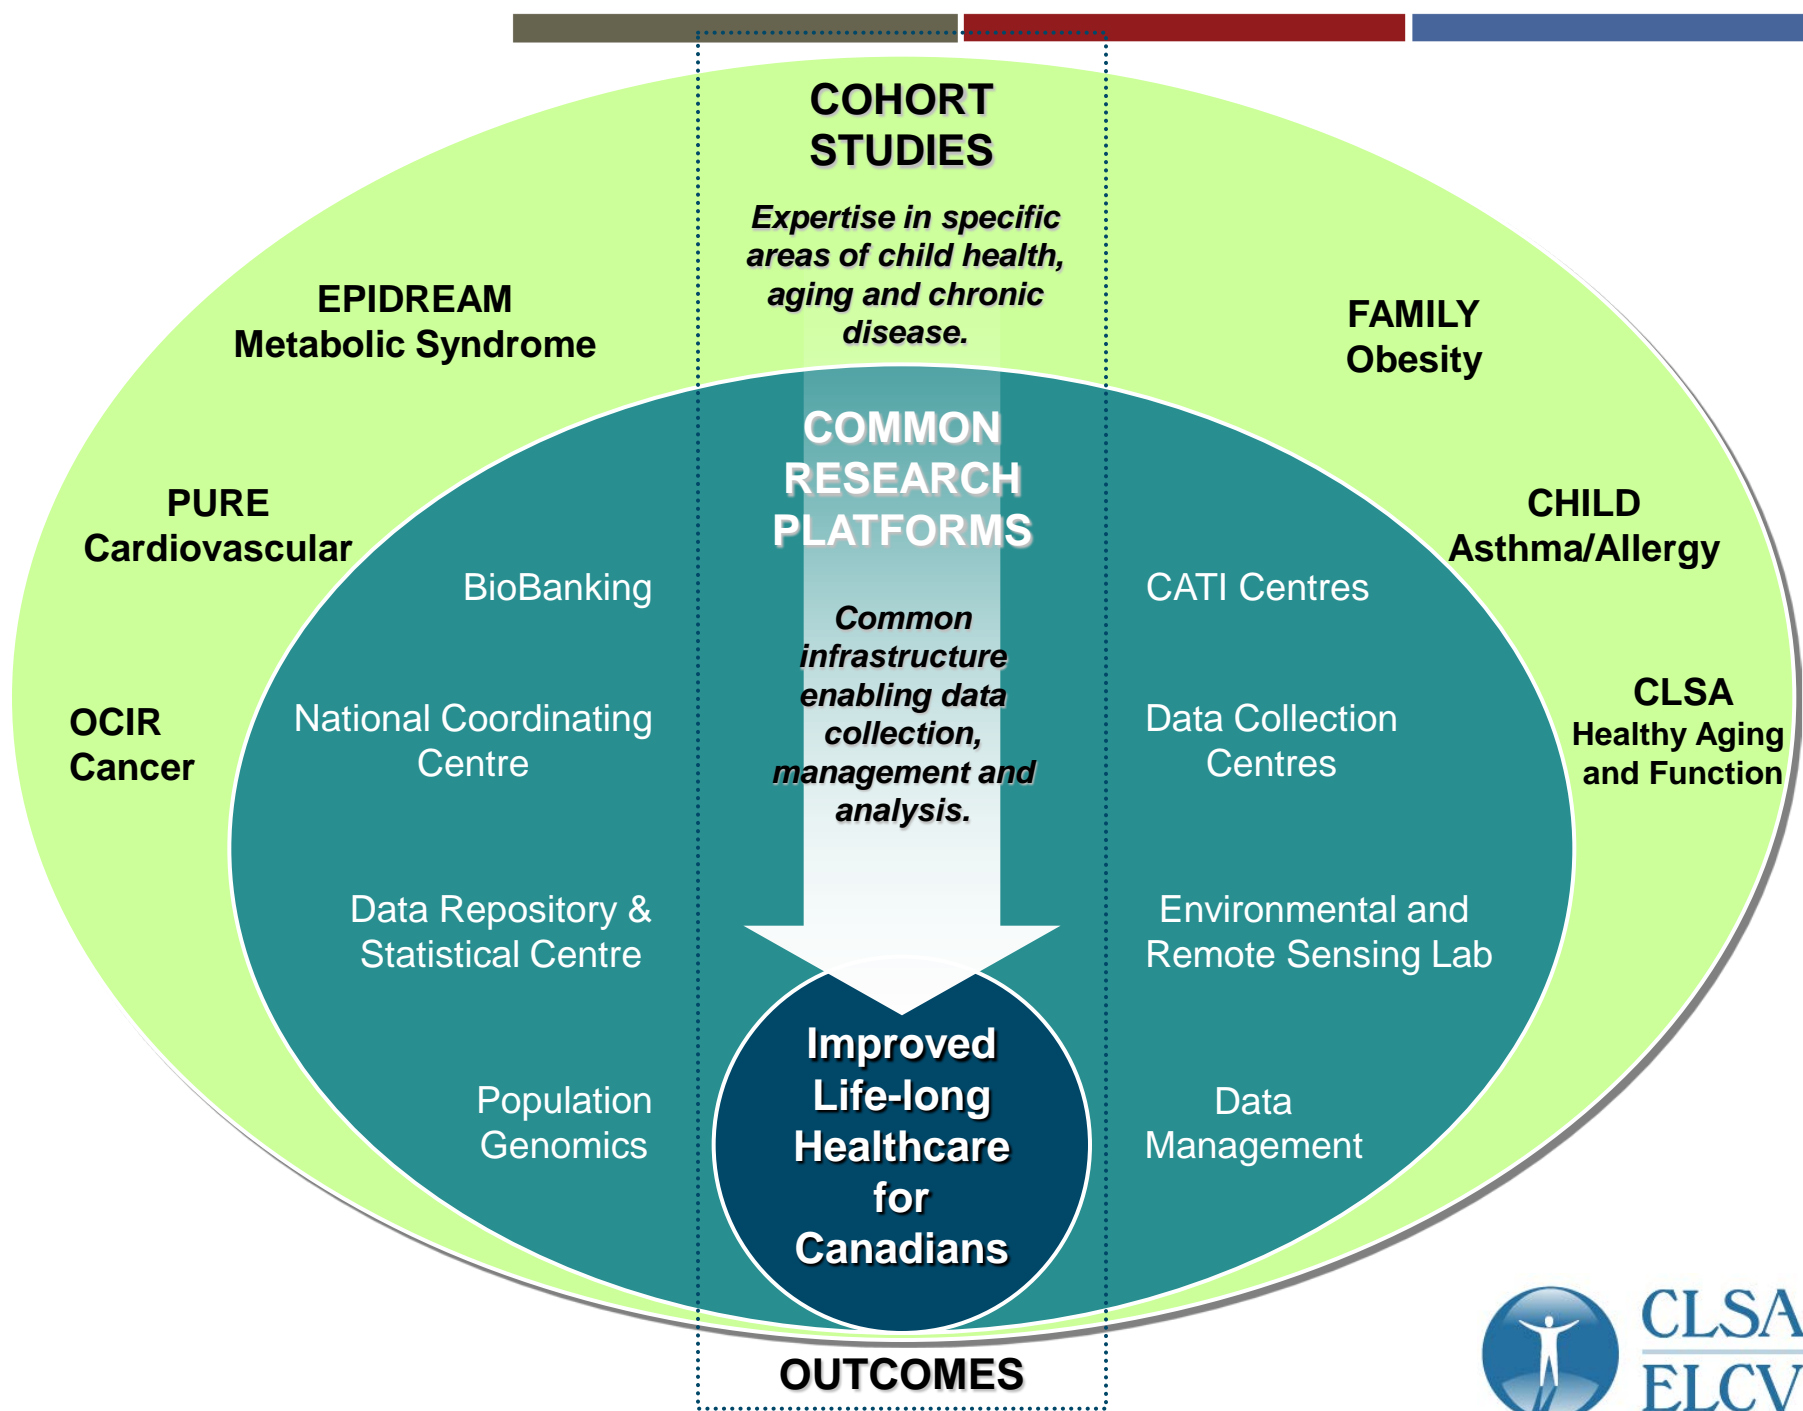 COHORT
STUDIES
Expertise in specific
areas of child health,
aging and chronic
disease.
EPIDREAM
Metabolic Syndrome
FAMILY
Obesity
PURE
Cardiovascular
CHILD
Asthma/Allergy
OCIR
Cancer
CLSA
Healthy Aging
and Function
COMMON
RESEARCH
PLATFORMS
Common
infrastructure
enabling data
collection,
management and
analysis.
BioBanking
CATI Centres
National Coordinating
Centre
Data Collection
Centres
Data Repository &
Statistical Centre
Environmental and
Remote Sensing Lab
Population
Genomics
Data
Management
Improved
Life-long
Healthcare
for
Canadians
OUTCOMES
CLSA
ELCV